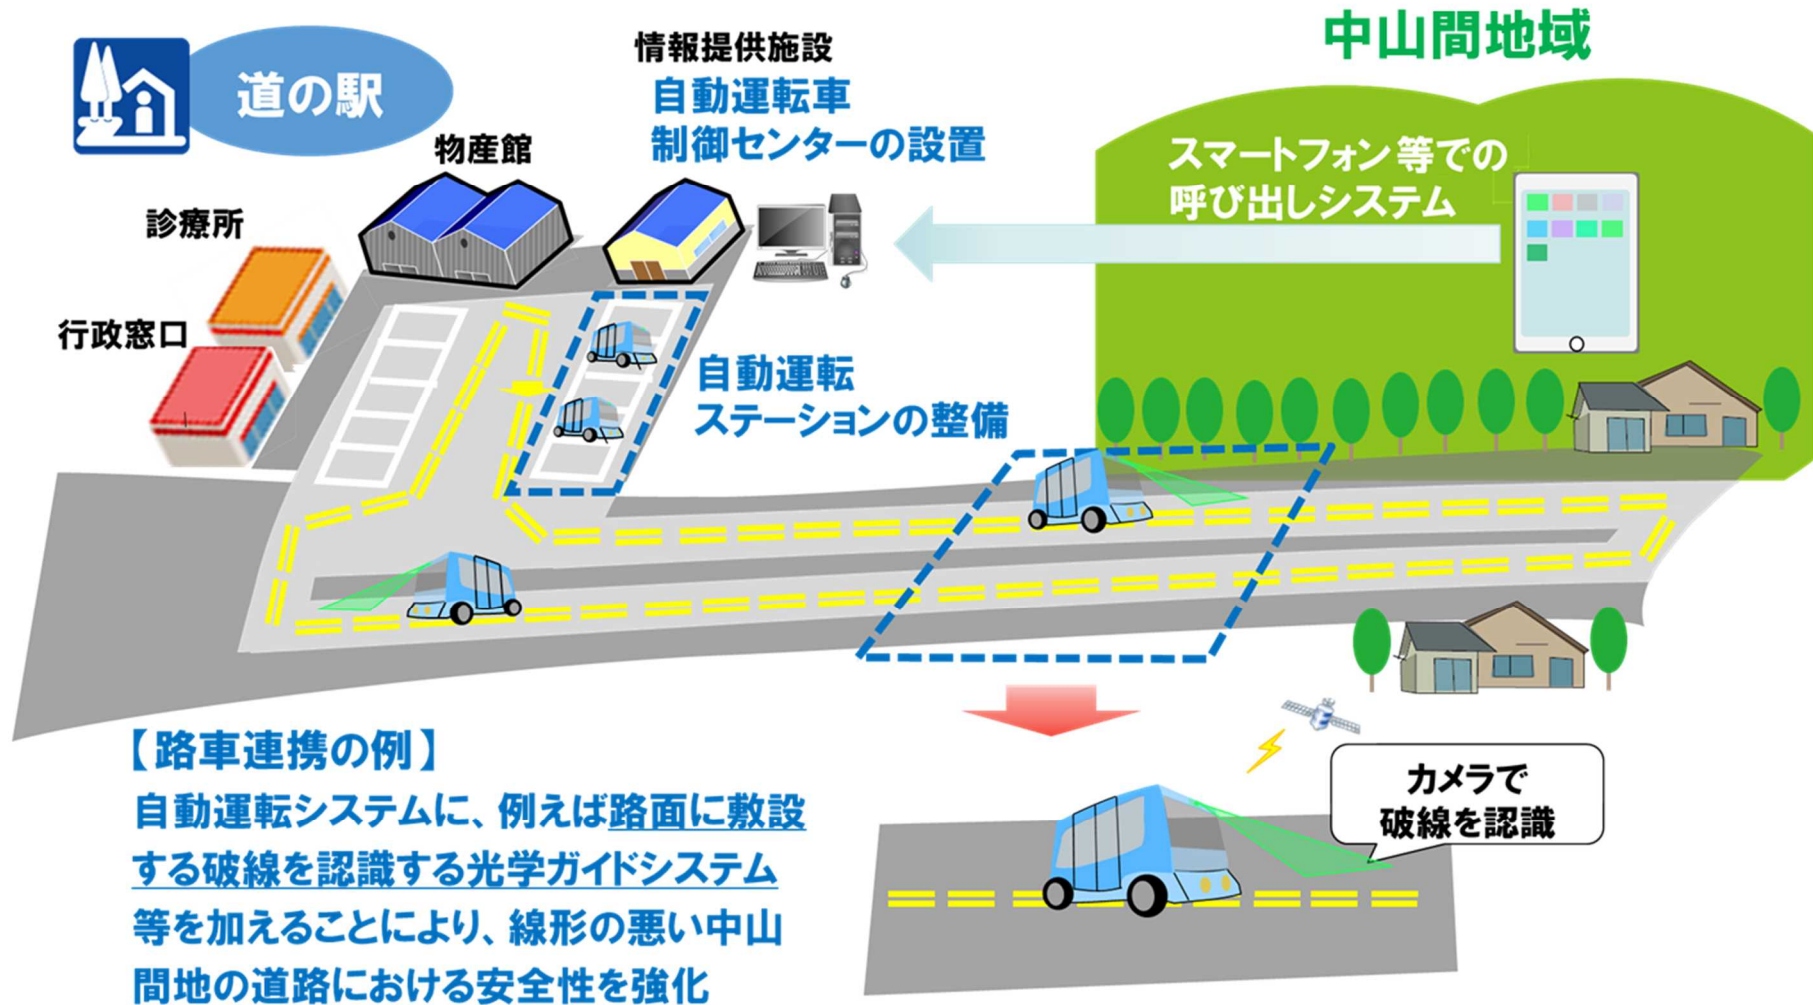 中山間地域
道の駅
情報提供施設
自動運転車
制御センターの設置
物産館
スマートフォン等での
呼び出しシステム
診療所
行政窓口
自動運転
ステーションの整備
【路車連携の例】
自動運転システムに、例えば路面に敷設
する破線を認識する光学ガイドシステム
等を加えることにより、線形の悪い中山
間地の道路における安全性を強化
カメラで
破線を認識